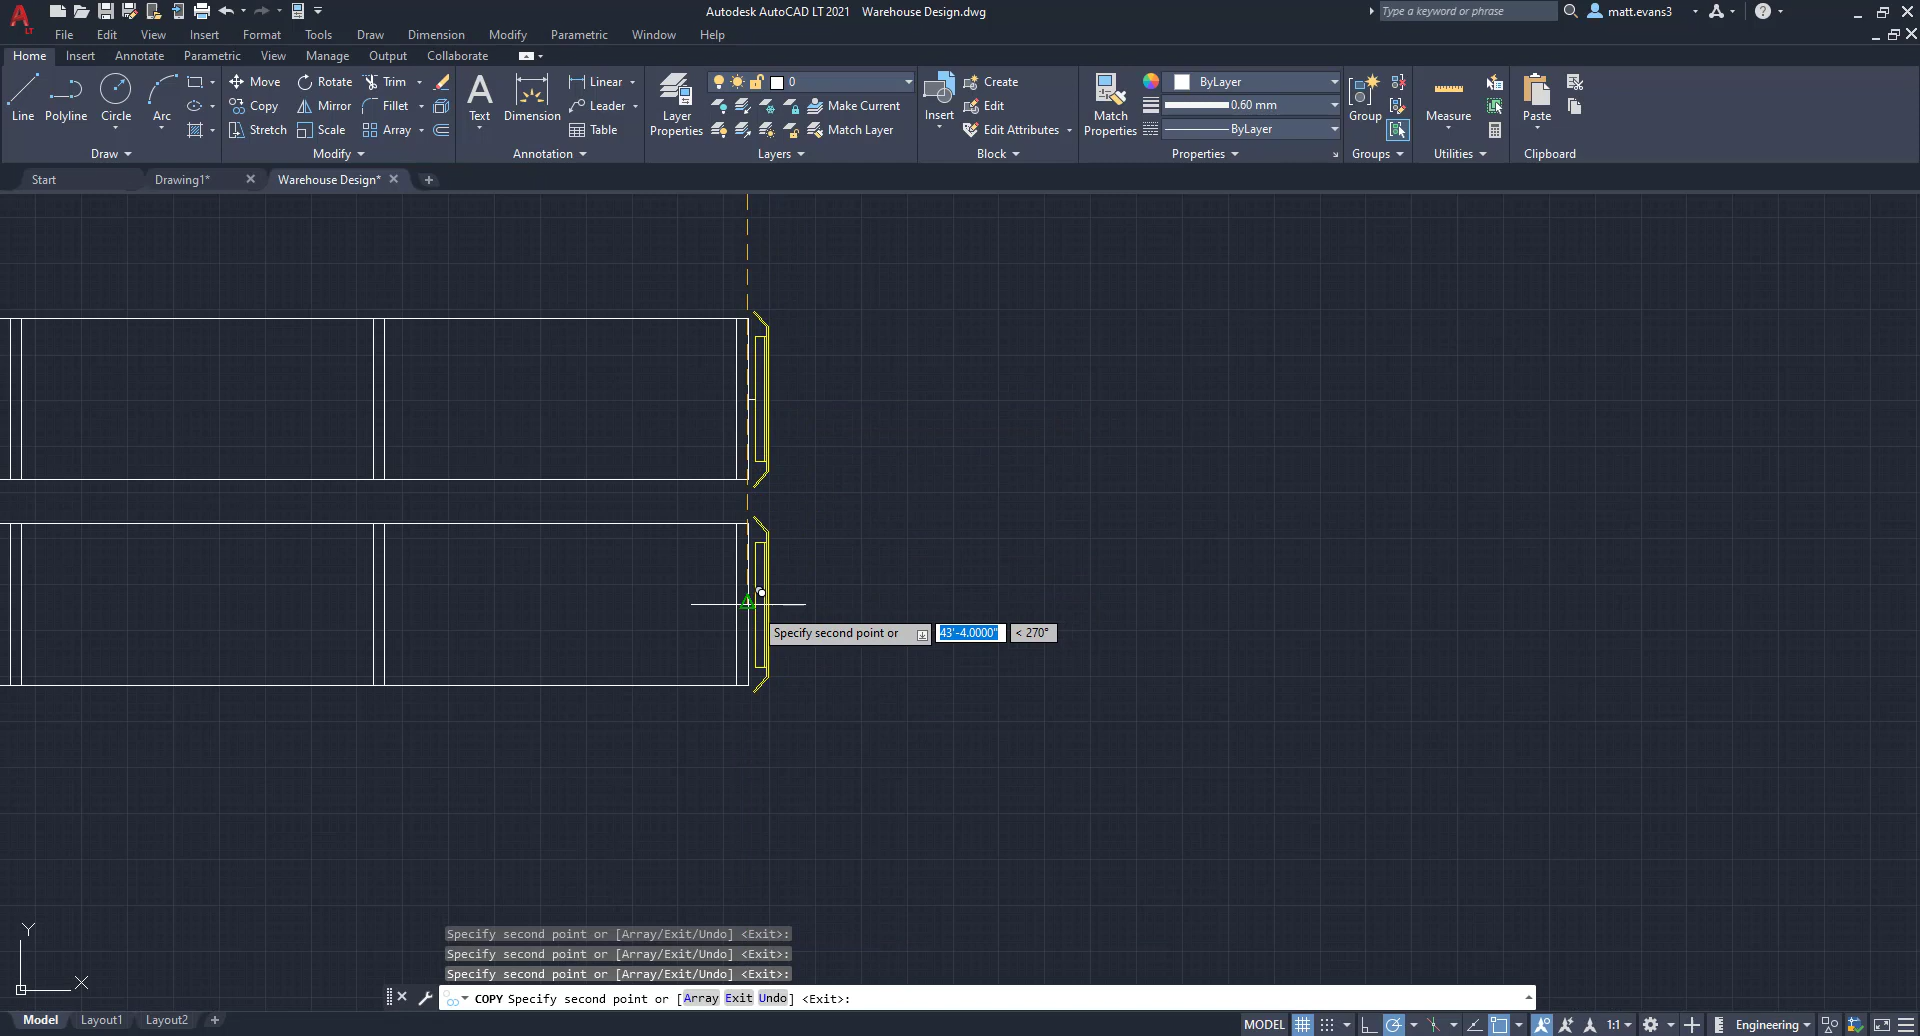 Autodesk AutoCAD LT 2021 Warehouse Design.dwg
Type a keyword or phrase
matt.evans3
File Edit View Insert Format Tools Draw Dimension Modify Parametric Window Help
Home Insert Annotate Parametric View Manage Output Collaborate
Line Polyline Circle Arc
Move Rotate Trim
Copy Mirror Fillet
Stretch Scale Array
Text Dimension
Linear
Leader
Table
Layer
Properties
0
Make Current
Match Layer
Insert
Create
Edit
Edit Attributes
Match
Properties
ByLayer
0.60 mm
ByLayer
Group
Measure
Paste
Draw Modify Annotation Layers Block Properties Groups Utilities Clipboard
Start Drawing1* Warehouse Design*
Specify second point or 43'-4.0000" < 270°
Y
X
Specify second point or [Array/Exit/Undo] <Exit>:
Specify second point or [Array/Exit/Undo] <Exit>:
Specify second point or [Array/Exit/Undo] <Exit>:
COPY Specify second point or [Array Exit Undo] <Exit>:
Model Layout1 Layout2 +
MODEL 1:1 Engineering